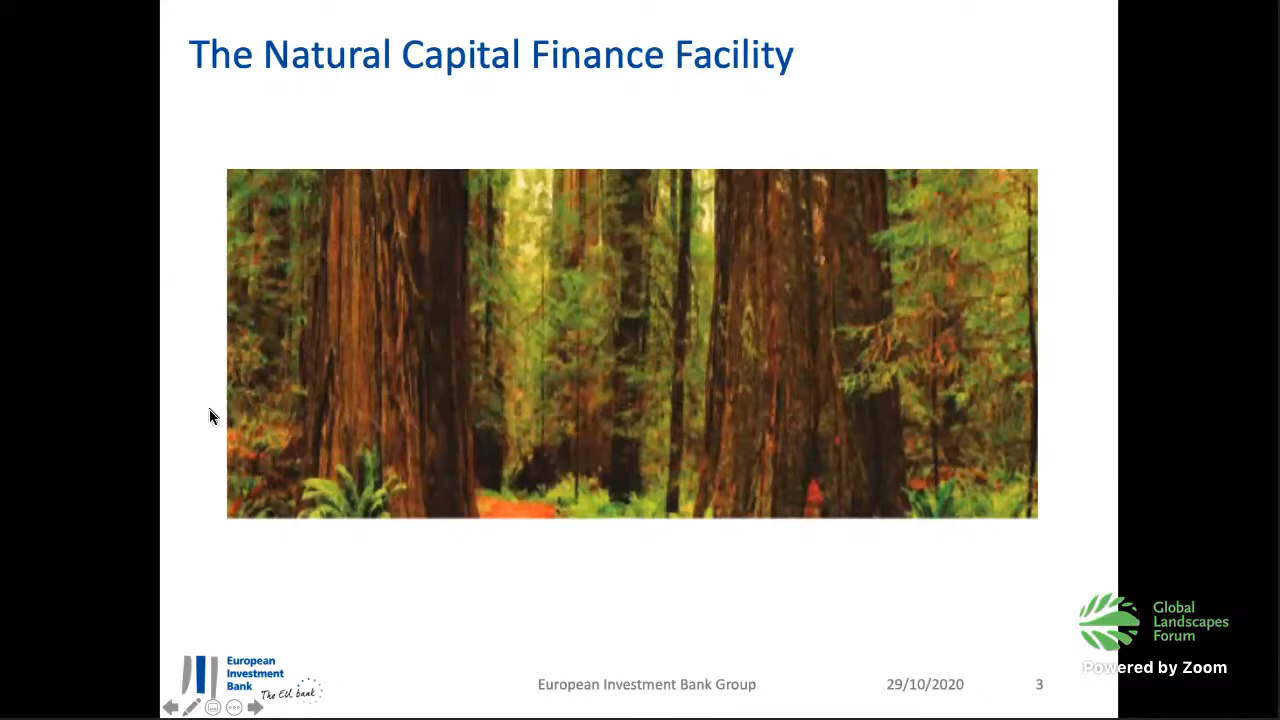 The Natural Capital Finance Facility
Global
Landscapes
Forum
Powered by Zoom
European
Investment
Bank
The EU bank
European Investment Bank Group
29/10/2020
3